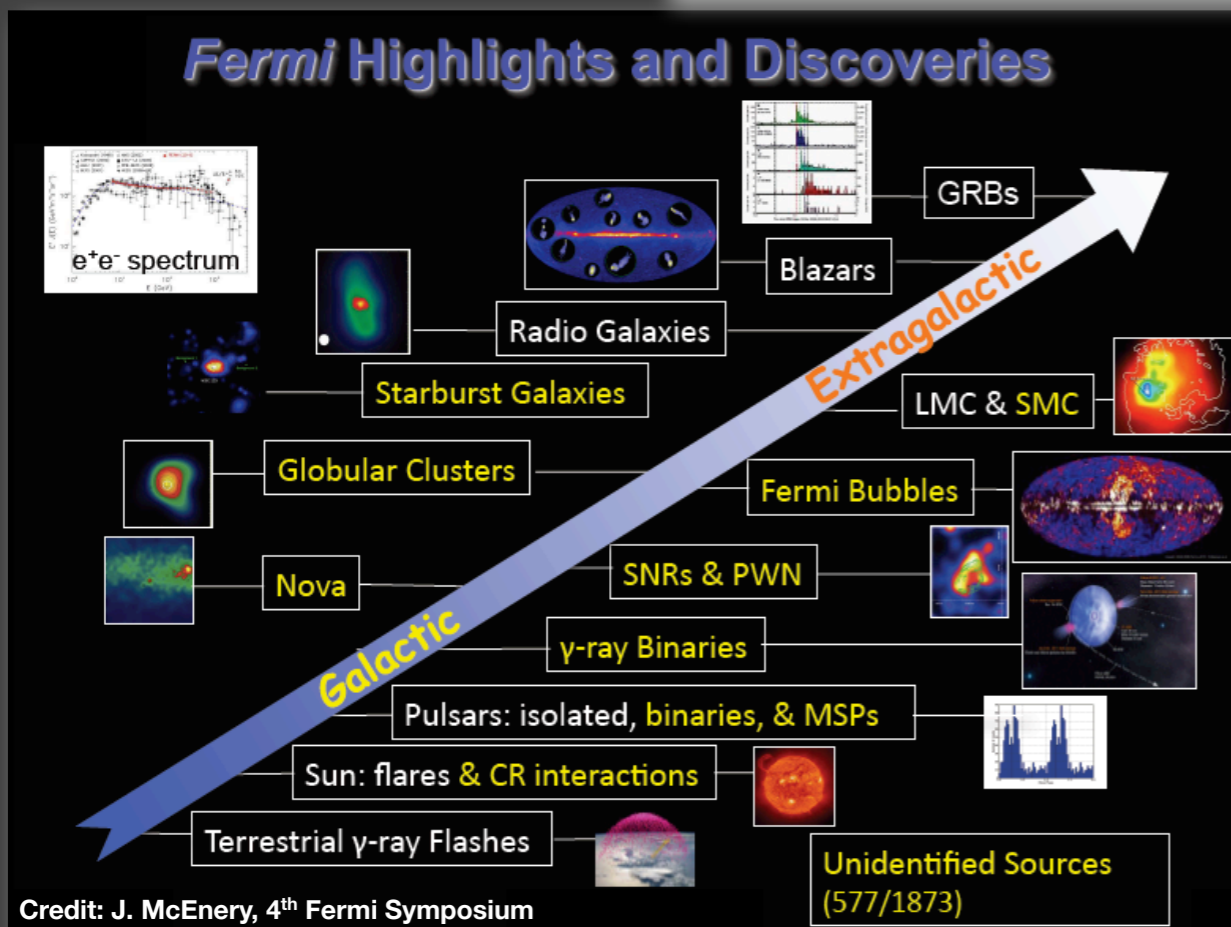 Fermi Highlights and Discoveries
e⁺e⁻ spectrum
E [GeV]
GRBs
Blazars
Radio Galaxies
Extragalactic
Starburst Galaxies
LMC & SMC
Globular Clusters
Fermi Bubbles
Nova
SNRs & PWN
Galactic
γ-ray Binaries
Pulsars: isolated, binaries, & MSPs
Sun: flares & CR interactions
Terrestrial γ-ray Flashes
Unidentified Sources
(577/1873)
Credit: J. McEnery, 4th Fermi Symposium